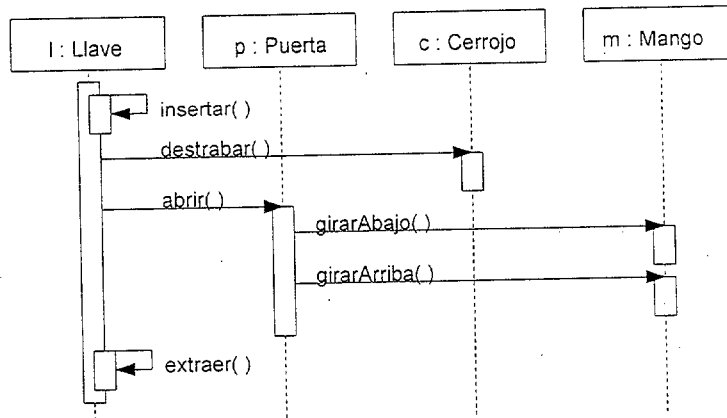 l : Llave
p : Puerta
c : Cerrojo
m : Mango
insertar( )
destrabar( )
abrir( )
girarAbajo( )
girarArriba( )
extraer( )